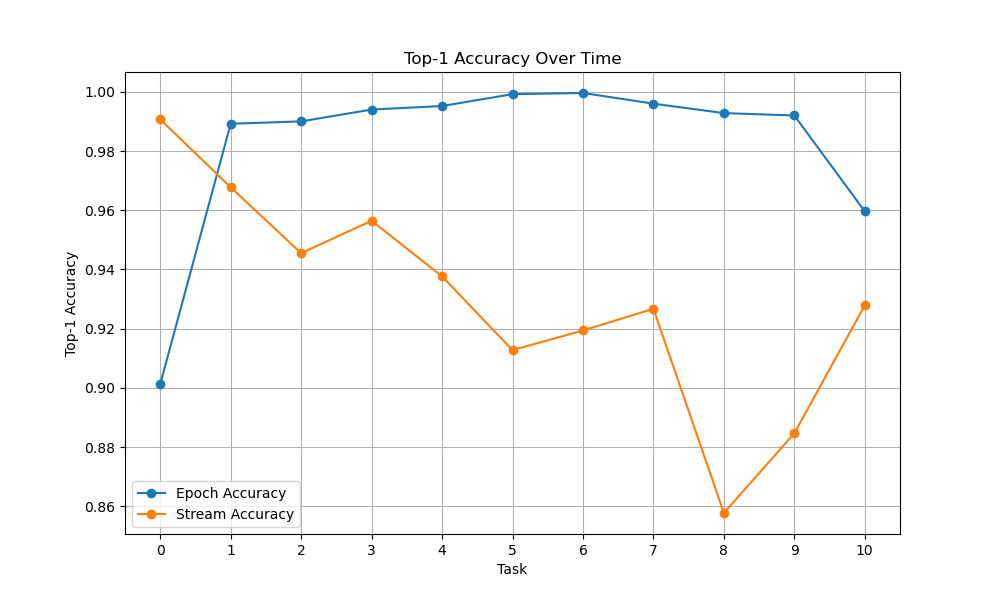 Top-1 Accuracy Over Time
Top-1 Accuracy
1.00
0.98
0.96
0.94
0.92
0.90
0.88
0.86
Epoch Accuracy
Stream Accuracy
0 1 2 3 4 5 6 7 8 9 10
Task